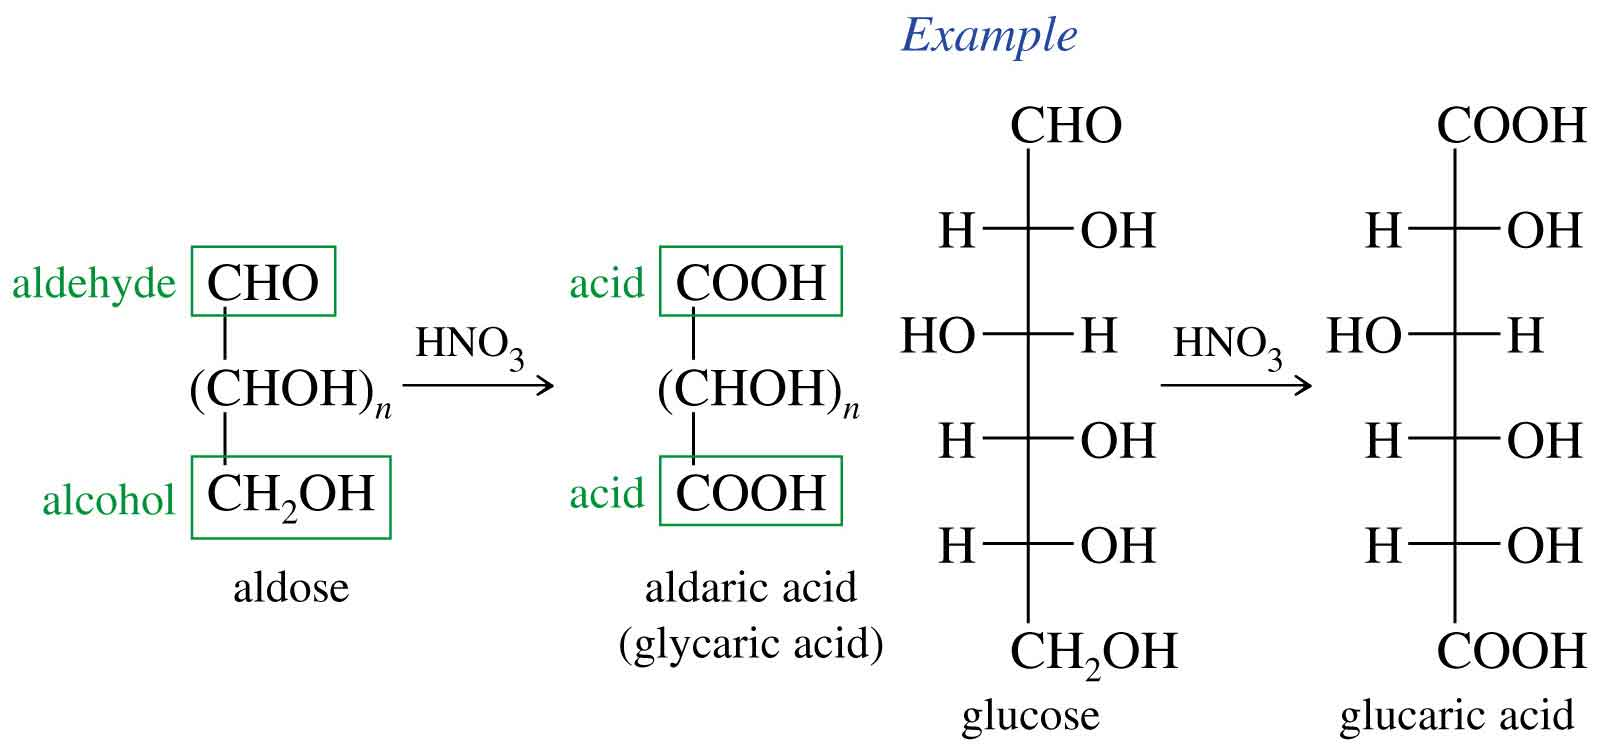 Example
aldehyde CHO
(CHOH)n
alcohol CH2OH
aldose
HNO3
acid COOH
(CHOH)n
acid COOH
aldaric acid
(glycaric acid)
CHO
H OH
HO H
H OH
H OH
CH2OH
glucose
HNO3
COOH
H OH
HO H
H OH
H OH
COOH
glucaric acid